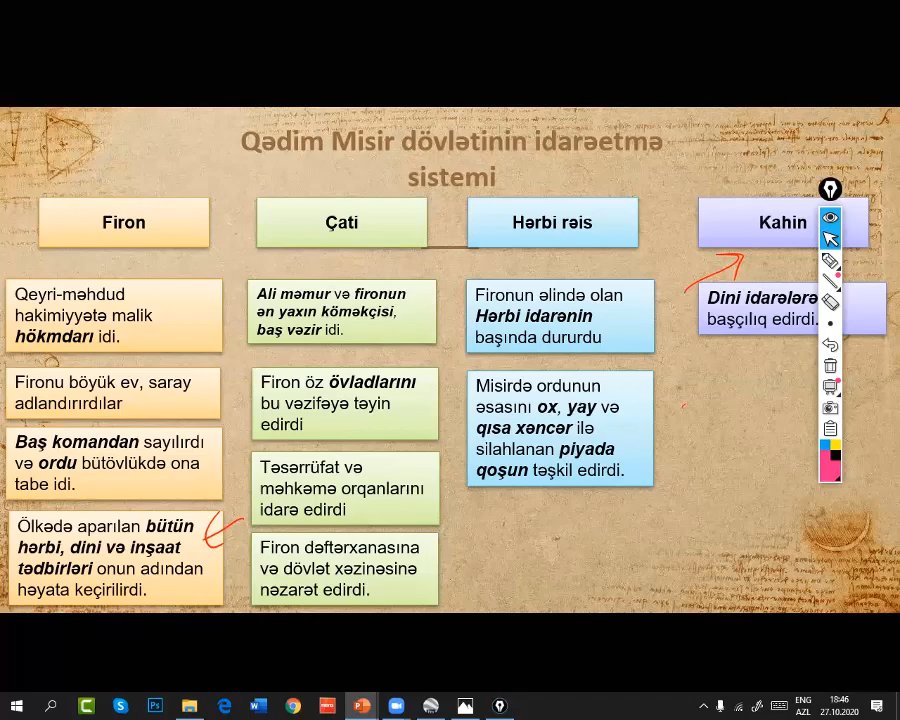 Qədim Misir dövlətinin idarəetmə
sistemi
Firon
Qeyri-məhdud
hakimiyyətə malik
hökmdarı idi.
Fironu böyük ev, saray
adlandırırdılar
Baş komandan sayılırdı
və ordu bütövlükdə ona
tabe idi.
Ölkədə aparılan bütün
hərbi, dini və inşaat
tədbirləri onun adından
həyata keçirilirdi.
Çati
Ali məmur və fironun
ən yaxın köməkçisi,
baş vəzir idi.
Firon öz övladlarını
bu vəzifəyə təyin
edirdi
Təsərrüfat və
məhkəmə orqanlarını
idarə edirdi
Firon dəftərxanasına
və dövlət xəzinəsinə
nəzarət edirdi.
Hərbi rəis
Fironun əlində olan
Hərbi idarənin
başında dururdu
Misirdə ordunun
əsasını ox, yay və
qısa xəncər ilə
silahlanan piyada
qoşun təşkil edirdi.
Kahin
Dini idarələrə
başçılıq edirdi.
ENG
AZL
18:46
27.10.2020